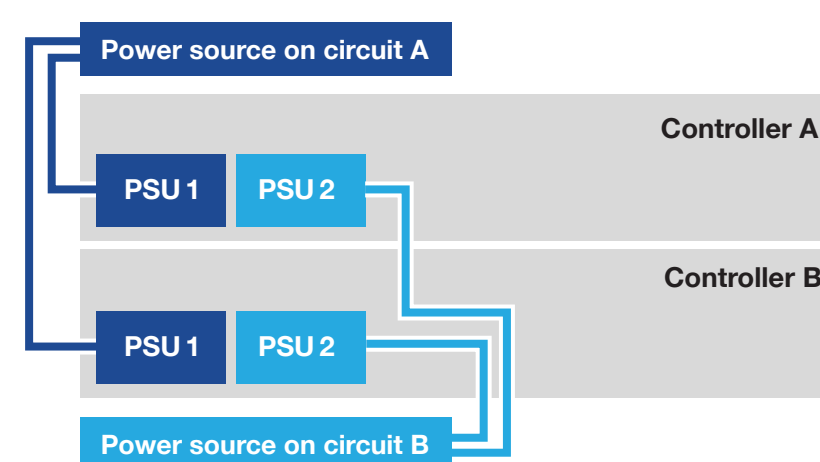 Power source on circuit A
Controller A
PSU 1
PSU 2
Controller B
PSU 1
PSU 2
Power source on circuit B